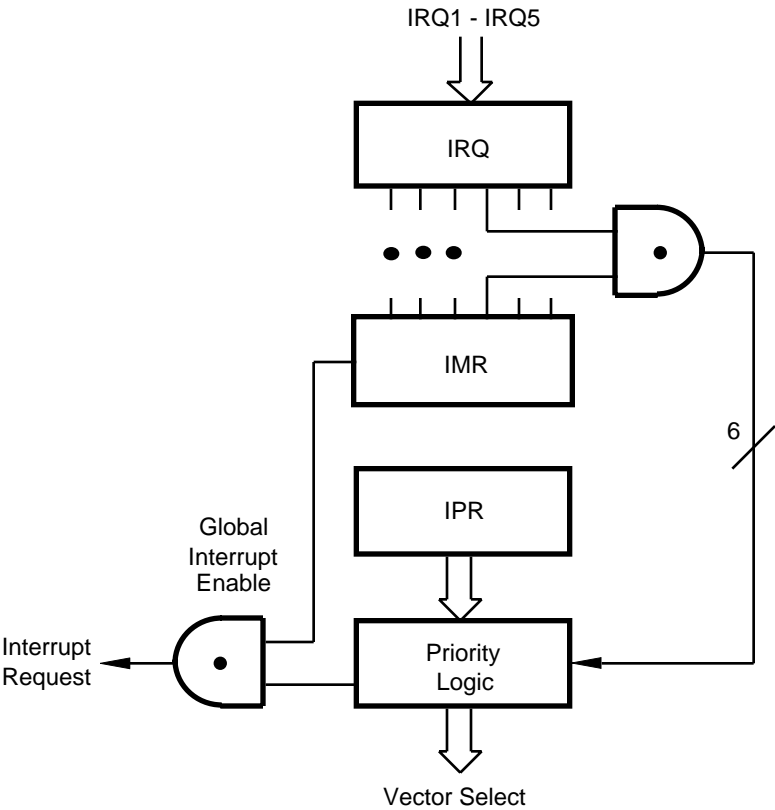 IRQ1 - IRQ5
IRQ
IMR
6
IPR
Global
Interrupt
Enable
Interrupt
Request
Priority
Logic
Vector Select